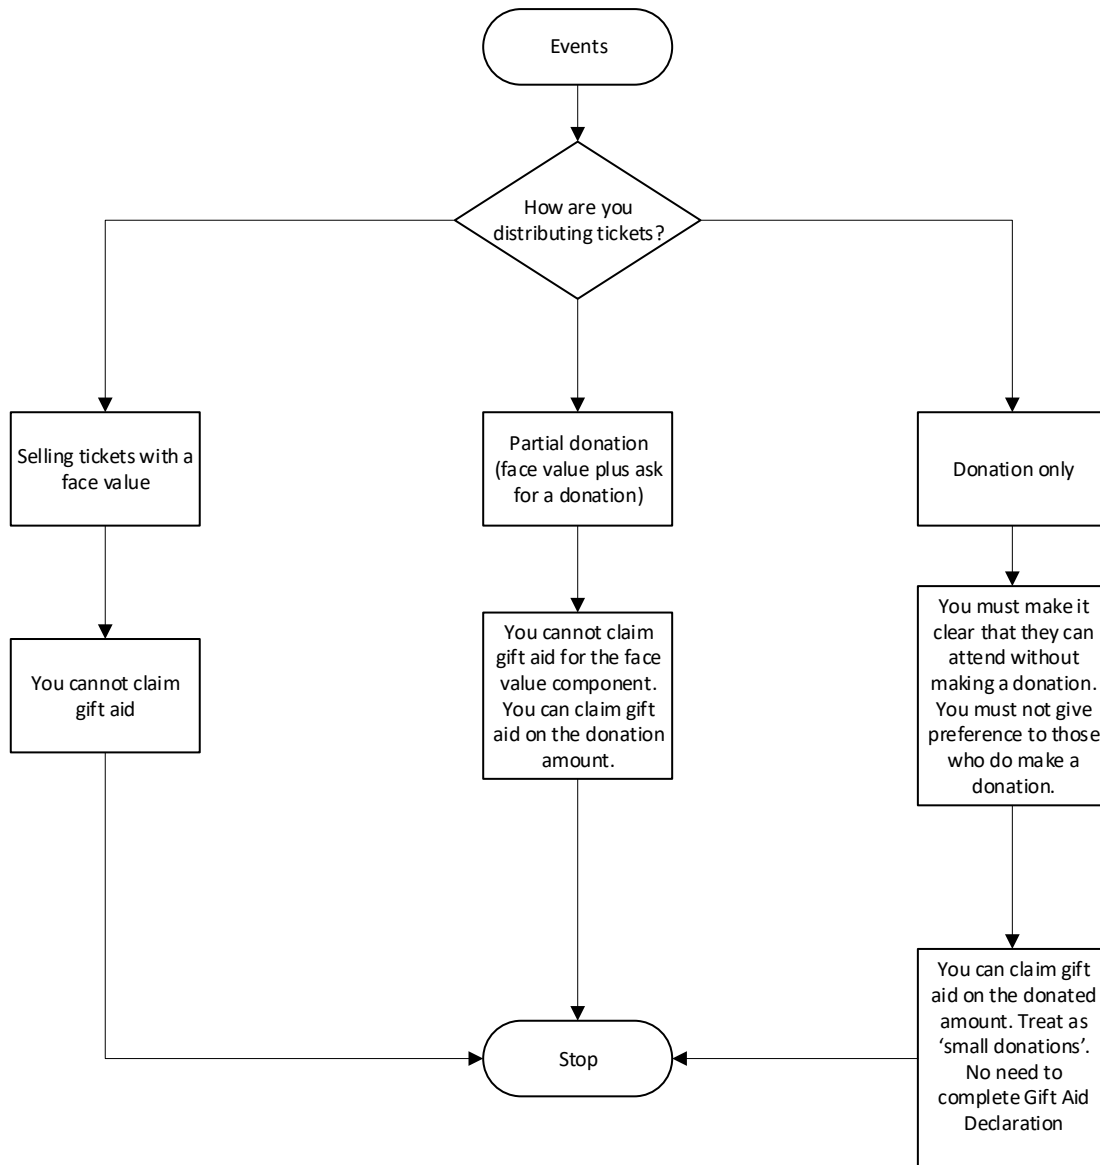 Events
How are you
distributing tickets?
Selling tickets with a
face value
Partial donation
(face value plus ask
for a donation)
Donation only
You cannot claim
gift aid
You cannot claim
gift aid for the face
value component.
You can claim gift
aid on the donation
amount.
You must make it
clear that they can
attend without
making a donation.
You must not give
preference to those
who do make a
donation.
Stop
You can claim gift
aid on the donated
amount. Treat as
‘small donations’.
No need to
complete Gift Aid
Declaration